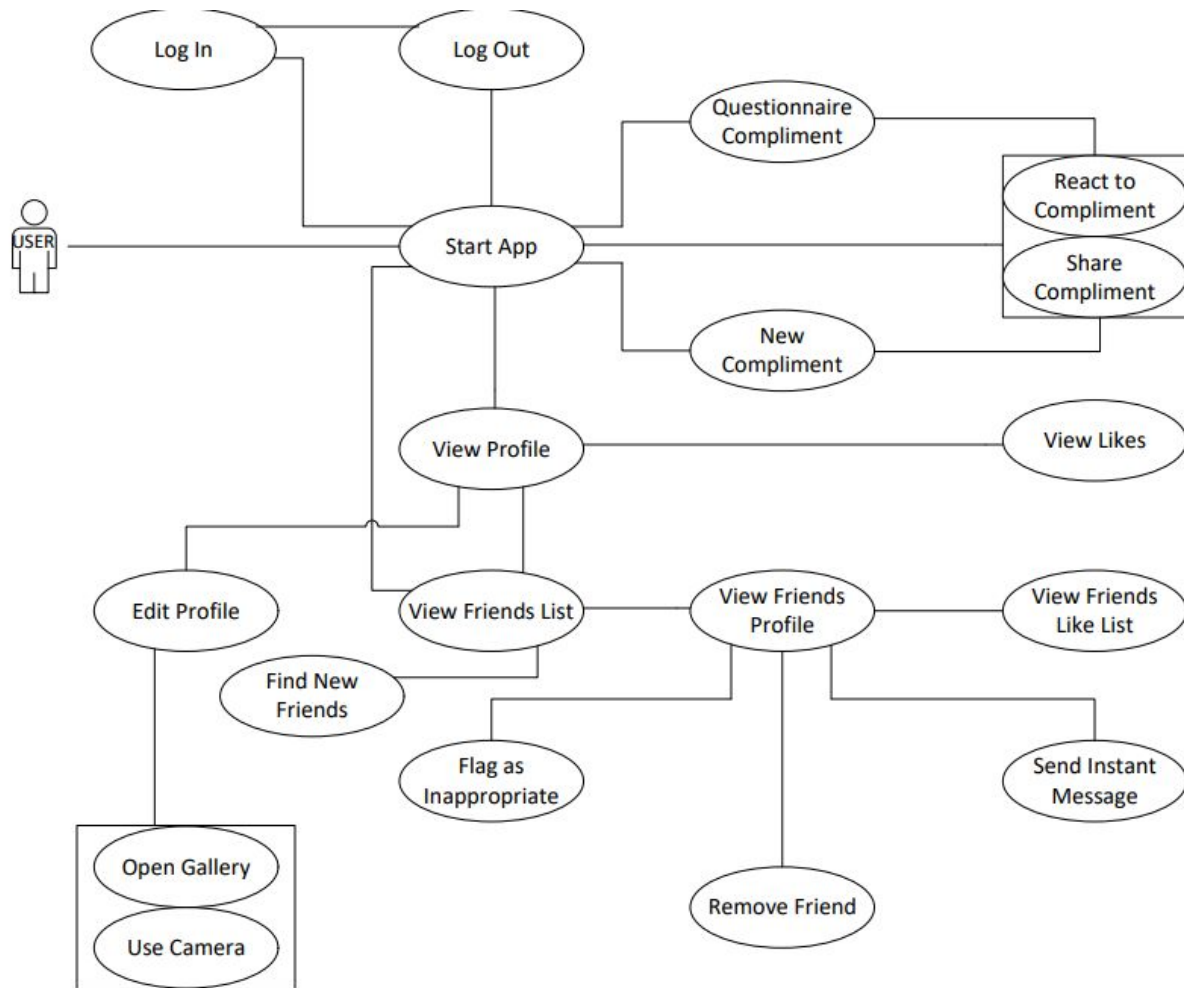 Log In
Log Out
Questionnaire
Compliment
React to
Compliment
USER
Start App
Share
Compliment
New
Compliment
View Profile
View Likes
Edit Profile
View Friends List
View Friends
Profile
View Friends
Like List
Find New
Friends
Flag as
Inappropriate
Send Instant
Message
Open Gallery
Remove Friend
Use Camera